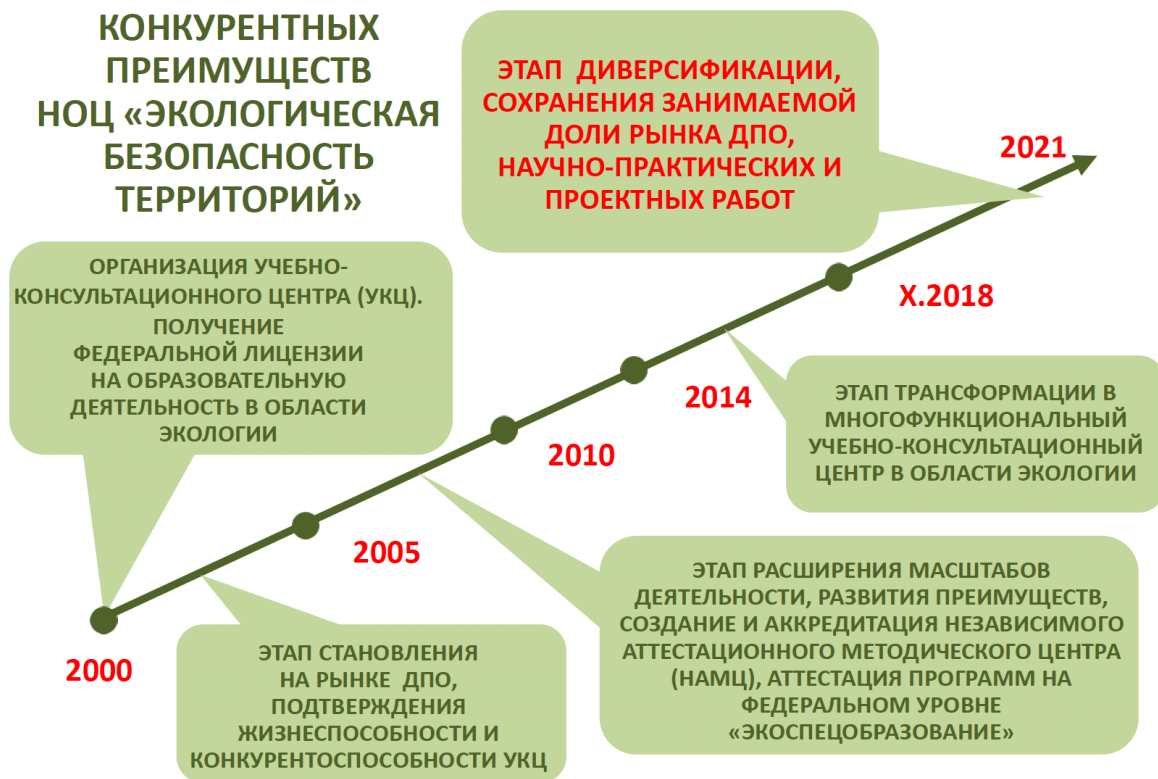 КОНКУРЕНТНЫХ
ПРЕИМУЩЕСТВ
НОЦ «ЭКОЛОГИЧЕСКАЯ
БЕЗОПАСНОСТЬ
ТЕРРИТОРИЙ»
ЭТАП ДИВЕРСИФИКАЦИИ,
СОХРАНЕНИЯ ЗАНИМАЕМОЙ
ДОЛИ РЫНКА ДПО,
НАУЧНО-ПРАКТИЧЕСКИХ И
ПРОЕКТНЫХ РАБОТ
2021
ОРГАНИЗАЦИЯ УЧЕБНО-
КОНСУЛЬТАЦИОННОГО ЦЕНТРА (УКЦ).
ПОЛУЧЕНИЕ
ФЕДЕРАЛЬНОЙ ЛИЦЕНЗИИ
НА ОБРАЗОВАТЕЛЬНУЮ
ДЕЯТЕЛЬНОСТЬ В ОБЛАСТИ
ЭКОЛОГИИ
X.2018
2014
2010
2005
2000
ЭТАП ТРАНСФОРМАЦИИ В
МНОГОФУНКЦИОНАЛЬНЫЙ
УЧЕБНО-КОНСУЛЬТАЦИОННЫЙ
ЦЕНТР В ОБЛАСТИ ЭКОЛОГИИ
ЭТАП РАСШИРЕНИЯ МАСШТАБОВ
ДЕЯТЕЛЬНОСТИ, РАЗВИТИЯ ПРЕИМУЩЕСТВ,
СОЗДАНИЕ И АККРЕДИТАЦИЯ НЕЗАВИСИМОГО
АТТЕСТАЦИОННОГО МЕТОДИЧЕСКОГО ЦЕНТРА
(НАМЦ), АТТЕСТАЦИЯ ПРОГРАММ НА
ФЕДЕРАЛЬНОМ УРОВНЕ
«ЭКОСПЕЦОБРАЗОВАНИЕ»
ЭТАП СТАНОВЛЕНИЯ
НА РЫНКЕ ДПО,
ПОДТВЕРЖДЕНИЯ
ЖИЗНЕСПОСОБНОСТИ И
КОНКУРЕНТОСПОСОБНОСТИ УКЦ